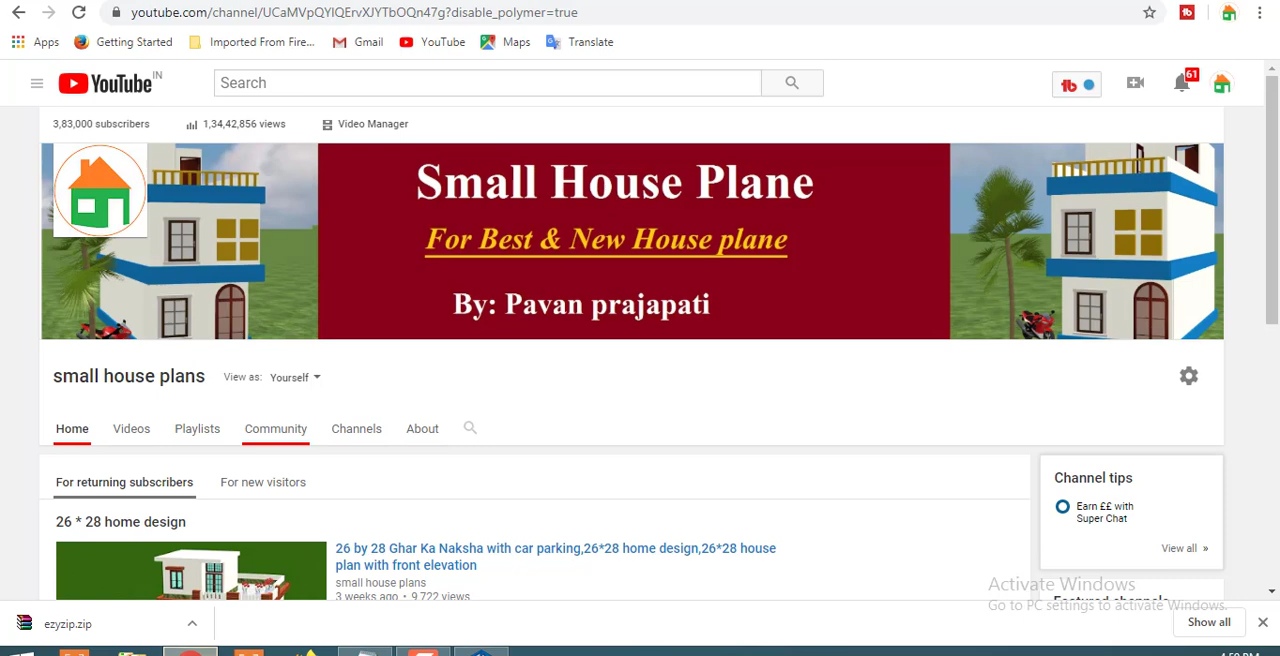 youtube.com/channel/UCaMVpQYlQErvXJYTbOQn47g?disable_polymer=true
Apps Getting Started Imported From Fire... Gmail YouTube Maps Translate
YouTube IN Search 61
3,83,000 subscribers 1,34,42,856 views Video Manager
Small House Plane
For Best & New House plane
By: Pavan prajapati
small house plans View as: Yourself
Home Videos Playlists Community Channels About
For returning subscribers For new visitors
Channel tips
Earn ££ with
Super Chat
View all »
26 * 28 home design
26 by 28 Ghar Ka Naksha with car parking,26*28 home design,26*28 house
plan with front elevation
small house plans
3 weeks ago • 9,722 views
Featured channels
Activate Windows
Go to PC settings to activate Windows.
ezyzip.zip Show all